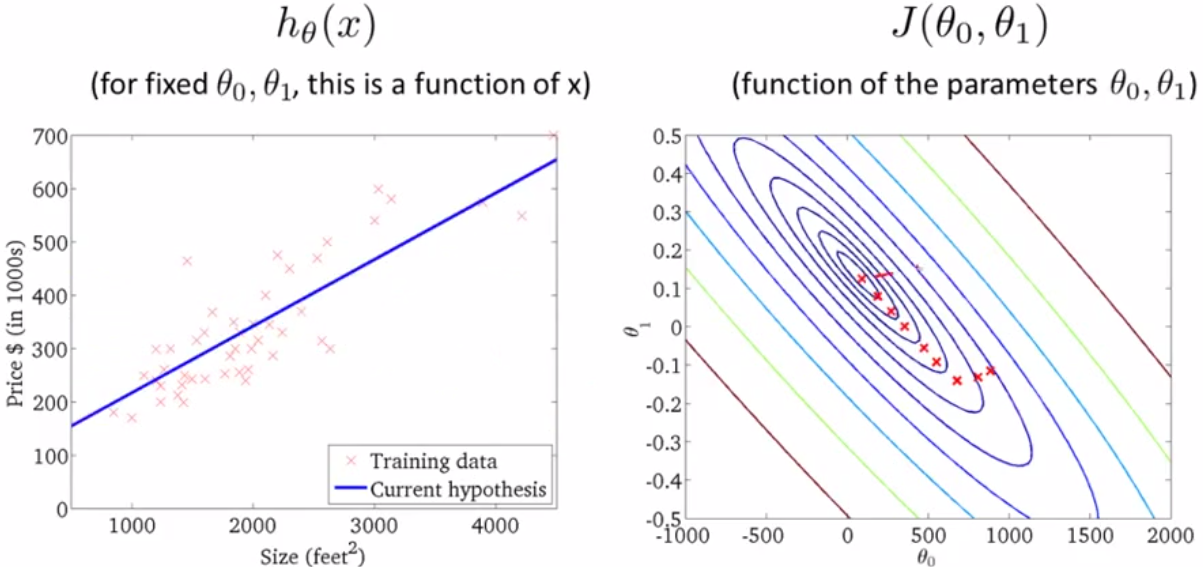 hθ(x)
(for fixed θ0, θ1, this is a function of x)
700
600
500
400
300
200
100
0
Price $ (in 1000s)
1000 2000 3000 4000
Size (feet²)
Training data
Current hypothesis
J(θ0, θ1)
(function of the parameters θ0, θ1)
0.5
0.4
0.3
0.2
0.1
0
-0.1
-0.2
-0.3
-0.4
-0.5
θ1
-1000 -500 0 500 1000 1500 2000
θ0